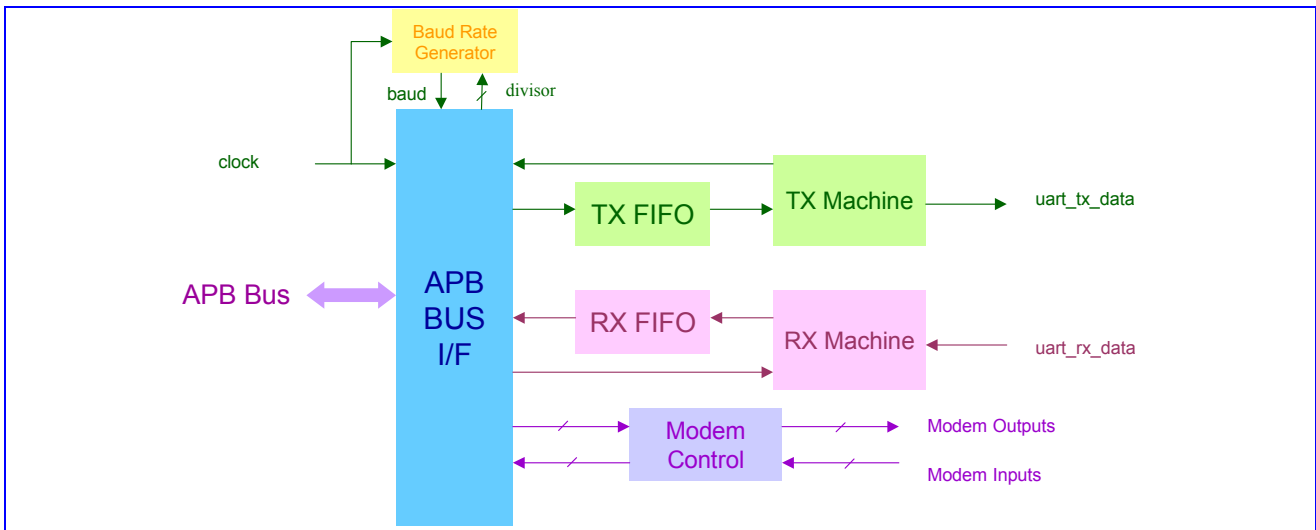 Baud Rate
Generator
baud
divisor
clock
TX FIFO
TX Machine
uart_tx_data
APB Bus
APB
BUS
I/F
RX FIFO
RX Machine
uart_rx_data
Modem
Control
Modem Outputs
Modem Inputs